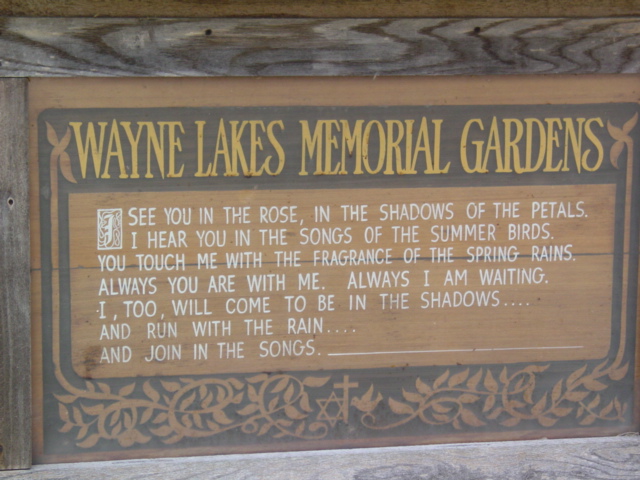 WAYNE LAKES MEMORIAL GARDENS
I SEE YOU IN THE ROSE, IN THE SHADOWS OF THE PETALS.
I HEAR YOU IN THE SONGS OF THE SUMMER BIRDS.
YOU TOUCH ME WITH THE FRAGRANCE OF THE SPRING RAINS.
ALWAYS YOU ARE WITH ME. ALWAYS I AM WAITING.
I, TOO, WILL COME TO BE IN THE SHADOWS....
AND RUN WITH THE RAIN....
AND JOIN IN THE SONGS.